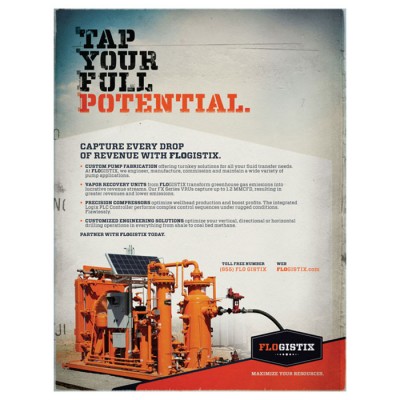 TAP
YOUR
FULL
POTENTIAL.
CAPTURE EVERY DROP
OF REVENUE WITH FLOGISTIX.
• CUSTOM PUMP FABRICATION offering turnkey solutions for all your fluid transfer needs.
At FLOGISTIX, we engineer, manufacture, commission and maintain a wide variety of
pump applications.
• VAPOR RECOVERY UNITS from FLOGISTIX transform greenhouse gas emissions into
lucrative revenue streams. Our FX Series VRUs capture up to 1.2 MMCFD, resulting in
greater revenues and lower emissions.
• PRECISION COMPRESSORS optimize wellhead production and boost profits. The integrated
Logix PLC Controller performs complex control sequences under rugged conditions.
Flawlessly.
• CUSTOMIZED ENGINEERING SOLUTIONS optimize your vertical, directional or horizontal
drilling operations in everything from shale to coal bed methane.
PARTNER WITH FLOGISTIX TODAY.
TOLL FREE NUMBER
(855) FLO GISTIX
WEB
FLOGISTIX.com
FLOGISTIX
MAXIMIZE YOUR RESOURCES.